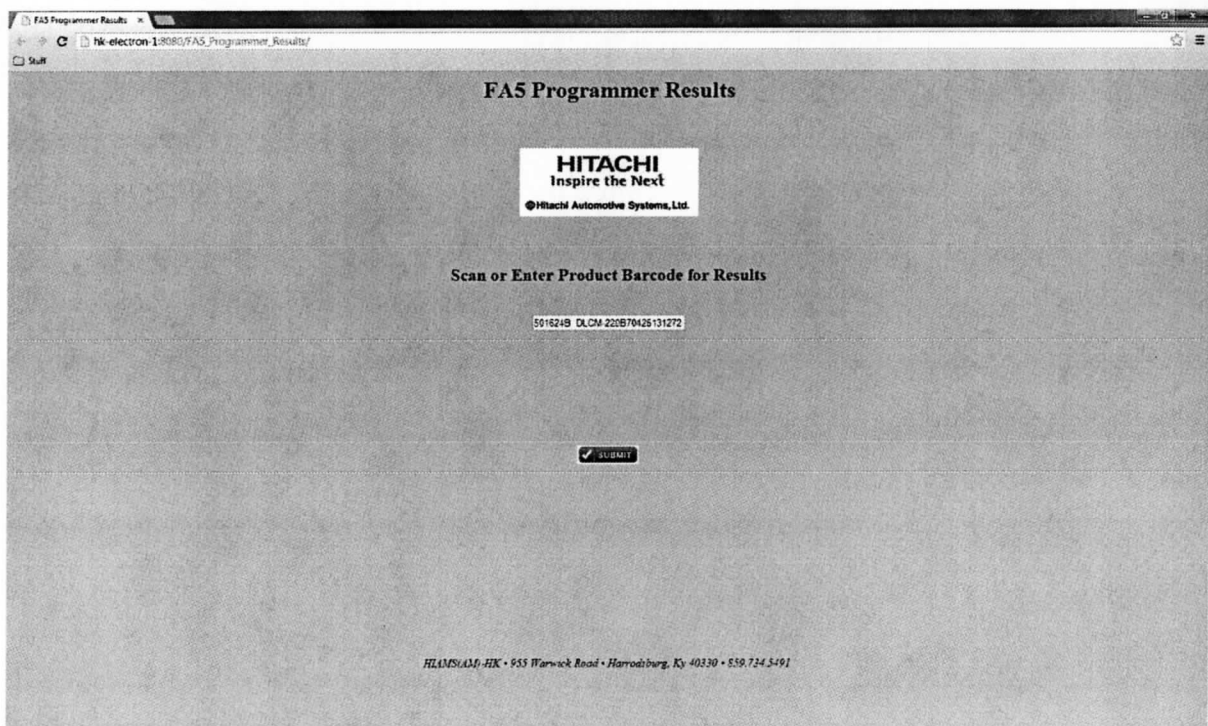 FA5 Programmer Results
hk-electron-1:8080/FA5_Programmer_Results/
Stuff
FA5 Programmer Results
HITACHI
Inspire the Next
©Hitachi Automotive Systems, Ltd.
Scan or Enter Product Barcode for Results
501624B DLCM-220B70425131272
SUBMIT
HIAMS(AM)-HK • 955 Warwick Road • Harrodsburg, Ky 40330 • 859.734.5491